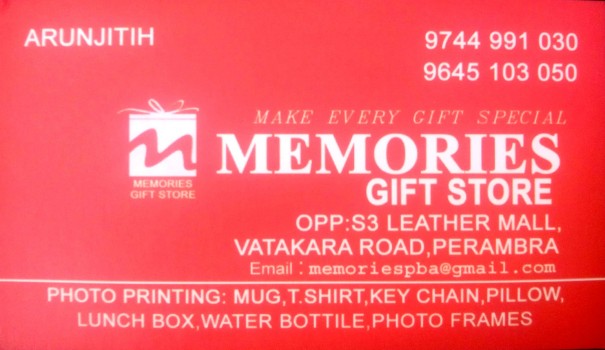 ARUNJITIH
9744 991 030
9645 103 050
MAKE EVERY GIFT SPECIAL
MEMORIES
GIFT STORE
MEMORIES
GIFT STORE
OPP:S3 LEATHER MALL,
VATAKARA ROAD,PERAMBRA
Email : memoriespba@gmail.com
PHOTO PRINTING: MUG,T.SHIRT,KEY CHAIN,PILLOW,
LUNCH BOX,WATER BOTTILE,PHOTO FRAMES